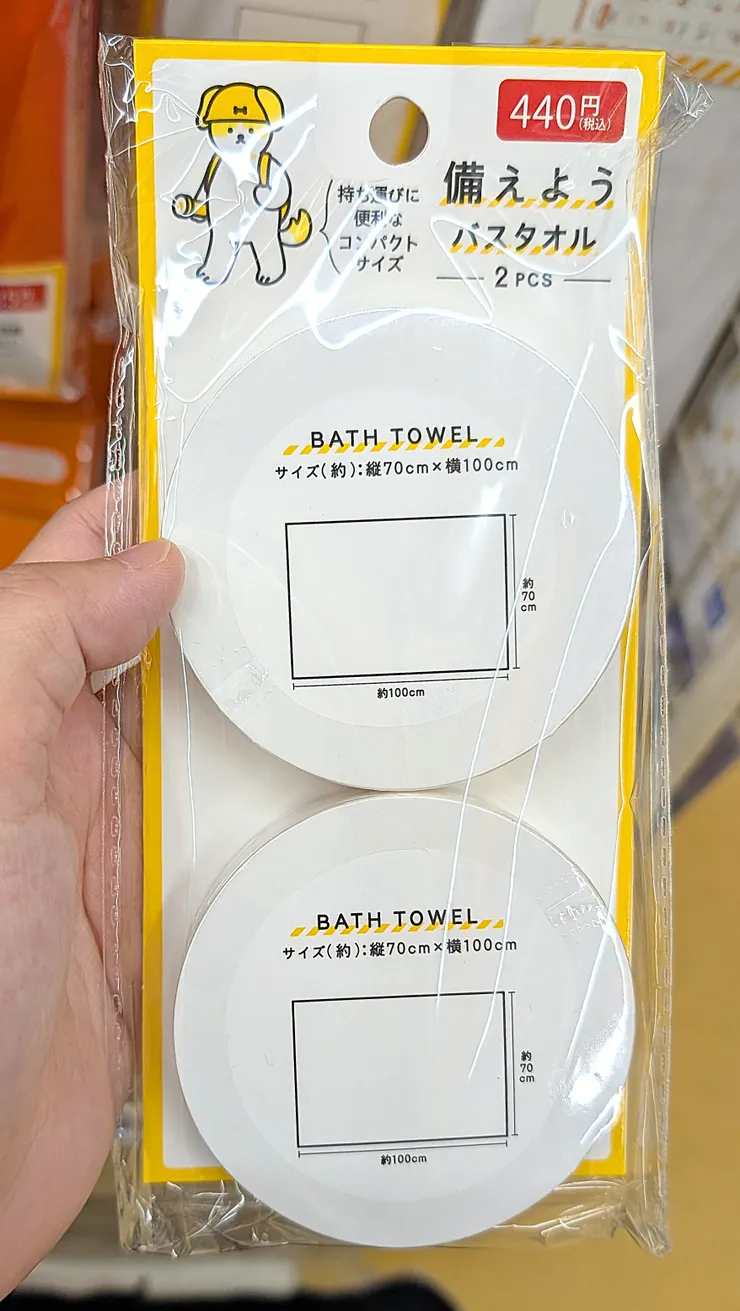 440円
(税込)
備えよう
バスタオル
2 PCS
持ち運びに
便利な
コンパクト
サイズ
BATH TOWEL
サイズ(約):縦70cm×横100cm
約
70
cm
約100cm
BATH TOWEL
サイズ(約):縦70cm×横100cm
約
70
cm
約100cm